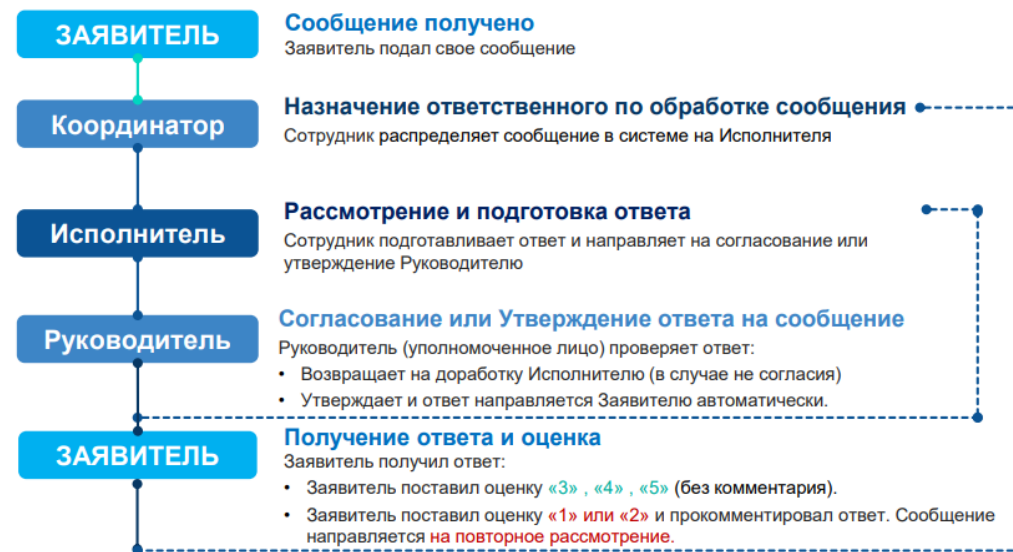 ЗАЯВИТЕЛЬ
Сообщение получено
Заявитель подал свое сообщение
Координатор
Назначение ответственного по обработке сообщения
Сотрудник распределяет сообщение в системе на Исполнителя
Исполнитель
Рассмотрение и подготовка ответа
Сотрудник подготавливает ответ и направляет на согласование или
утверждение Руководителю
Руководитель
Согласование или Утверждение ответа на сообщение
Руководитель (уполномоченное лицо) проверяет ответ:
• Возвращает на доработку Исполнителю (в случае не согласия)
• Утверждает и ответ направляется Заявителю автоматически.
ЗАЯВИТЕЛЬ
Получение ответа и оценка
Заявитель получил ответ:
• Заявитель поставил оценку «3» , «4» , «5» (без комментария).
• Заявитель поставил оценку «1» или «2» и прокомментировал ответ. Сообщение
направляется на повторное рассмотрение.